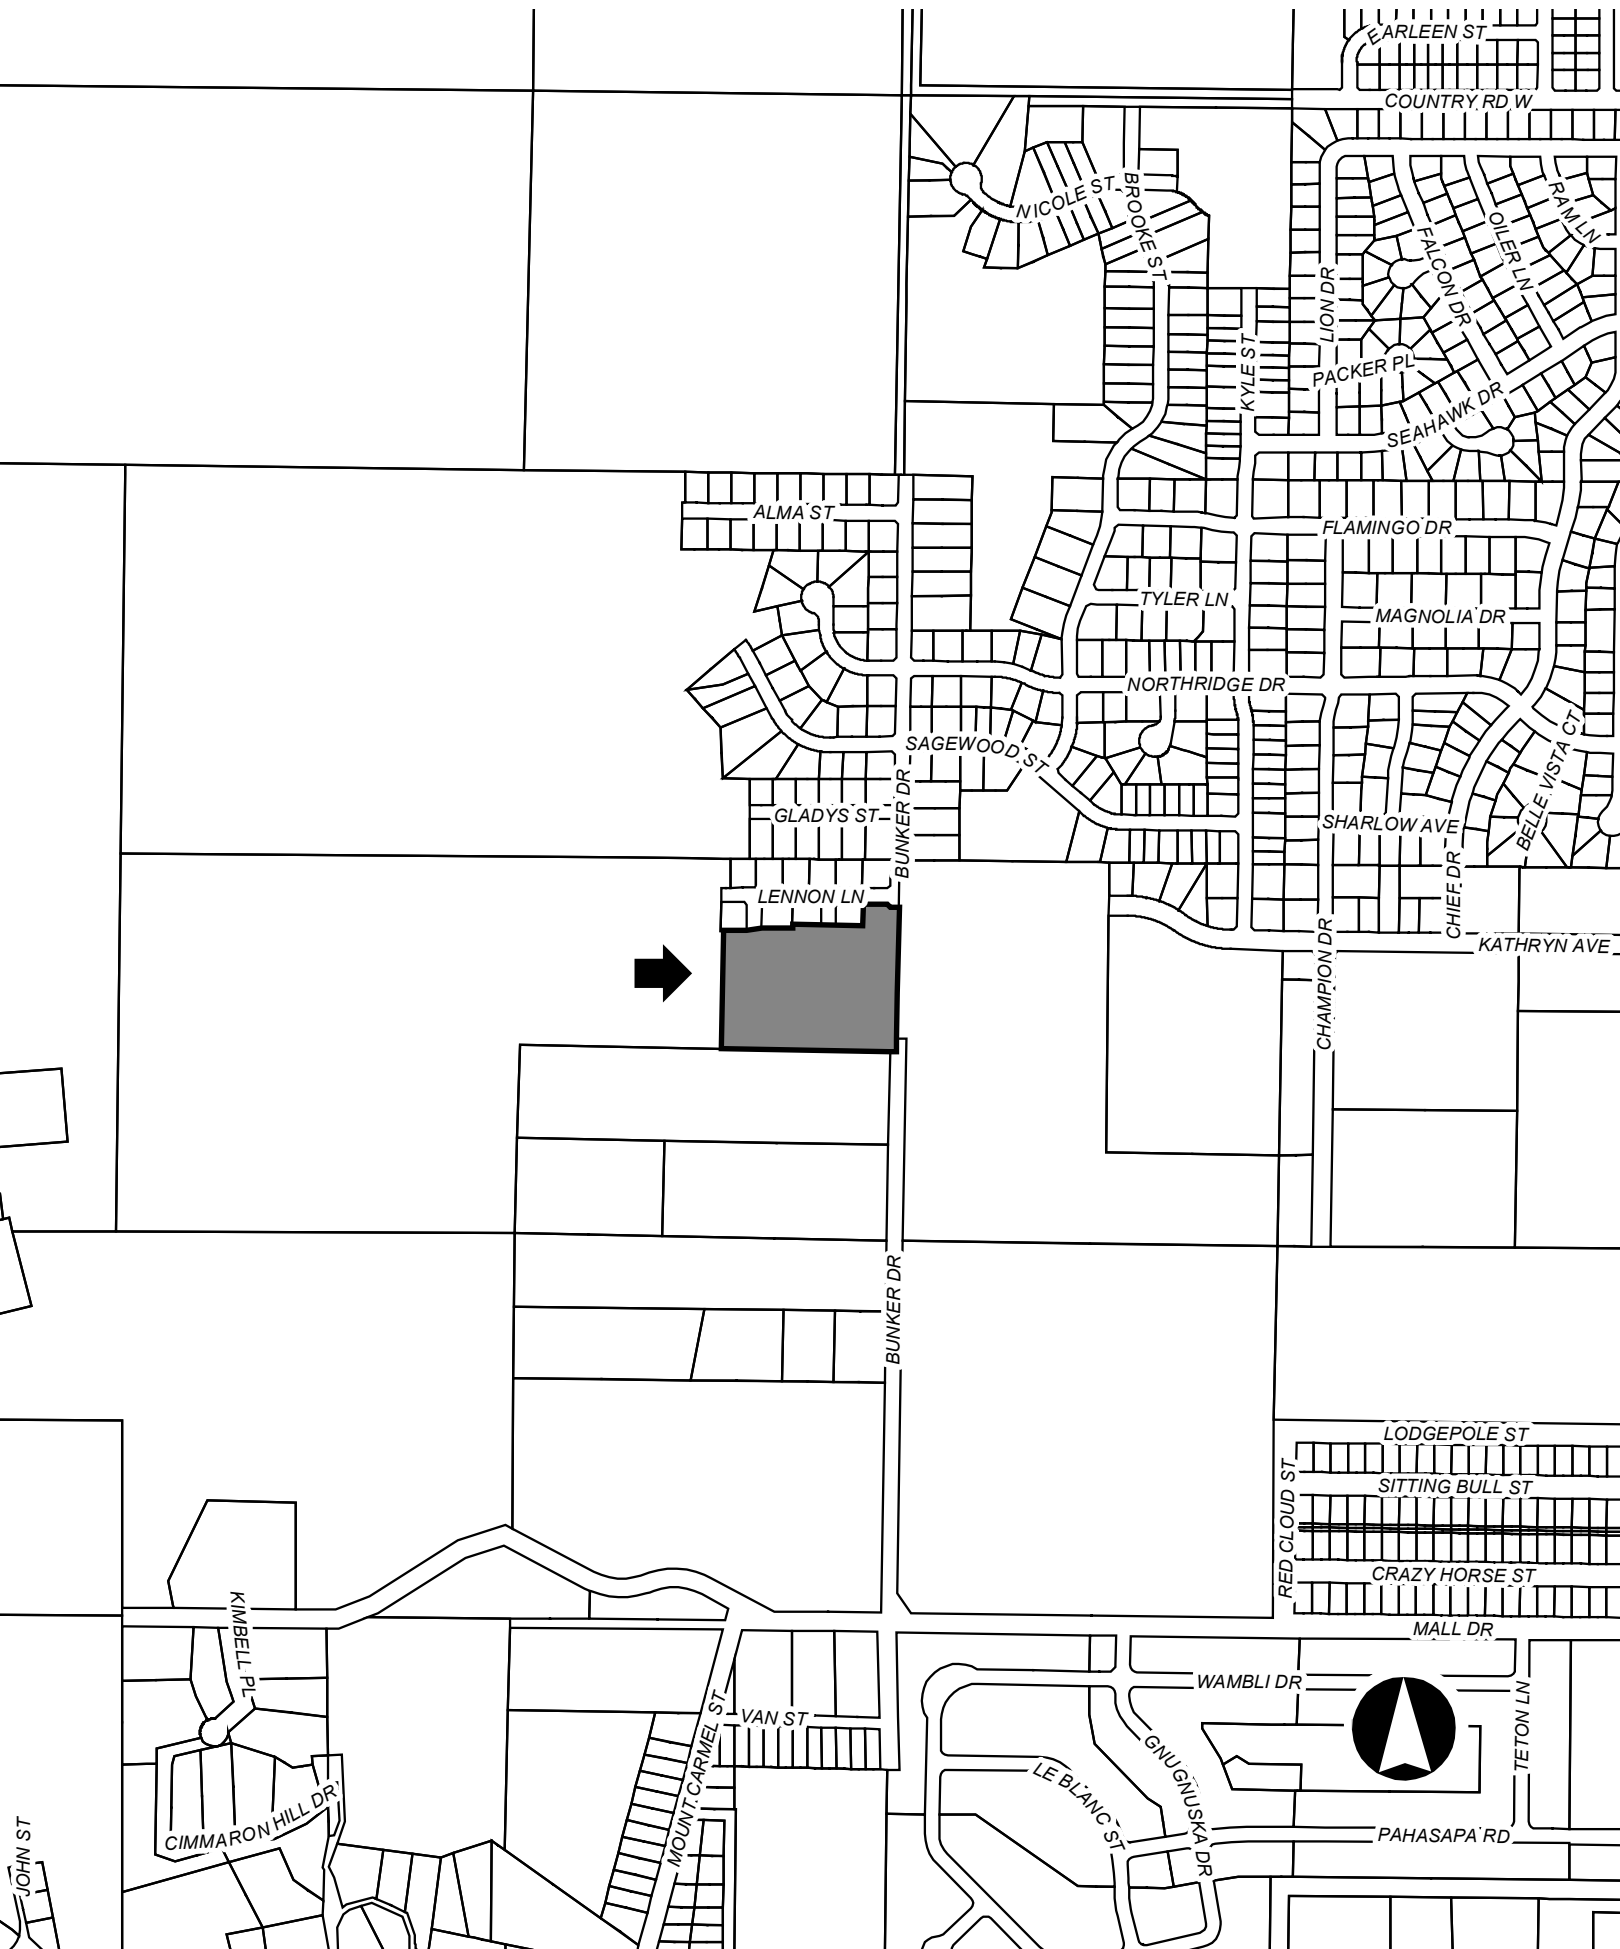 EARLEEN ST
COUNTRY RD W
NICOLE ST
BROOKE ST
RAM LN
OILER LN
FALCON DR
LION DR
KYLE ST
PACKER PL
SEAHAWK DR
ALMA ST
FLAMINGO DR
TYLER LN
MAGNOLIA DR
NORTHRIDGE DR
SAGEWOOD ST
BELLE VISTA CT
BUNKER DR
GLADYS ST
SHARLOW AVE
CHIEF DR
LENNON LN
CHAMPION DR
KATHRYN AVE
BUNKER DR
LODGEPOLE ST
RED CLOUD ST
SITTING BULL ST
CRAZY HORSE ST
KIMBELL PL
MALL DR
WAMBLI DR
MOUNT CARMEL ST
VAN ST
TETON LN
GNUGNUSKA DR
LE BLANC ST
CIMMARON HILL DR
PAHASAPA RD
JOHN ST